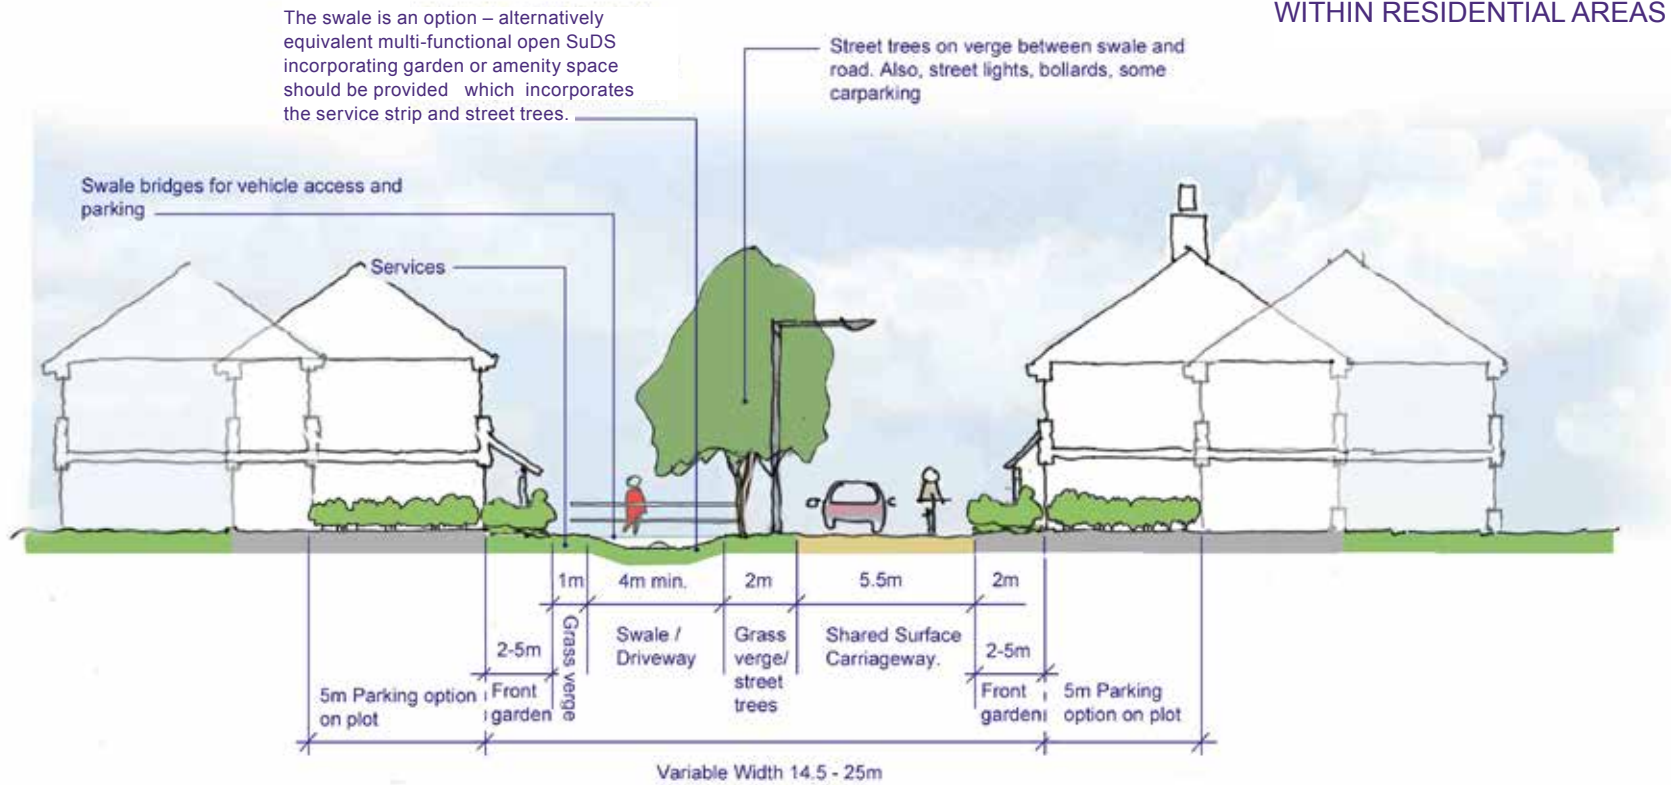 WITHIN RESIDENTIAL AREAS
The swale is an option – alternatively
equivalent multi-functional open SuDS
incorporating garden or amenity space
should be provided which incorporates
the service strip and street trees.
Street trees on verge between swale and
road. Also, street lights, bollards, some
carparking
Swale bridges for vehicle access and
parking
Services
1m
4m min.
2m
5.5m
2m
2-5m
Grass verge
Swale /
Driveway
Grass
verge/
street
trees
Shared Surface
Carriageway.
2-5m
5m Parking option
on plot
Front
garden
Front
garden
5m Parking
option on plot
Variable Width 14.5 - 25m